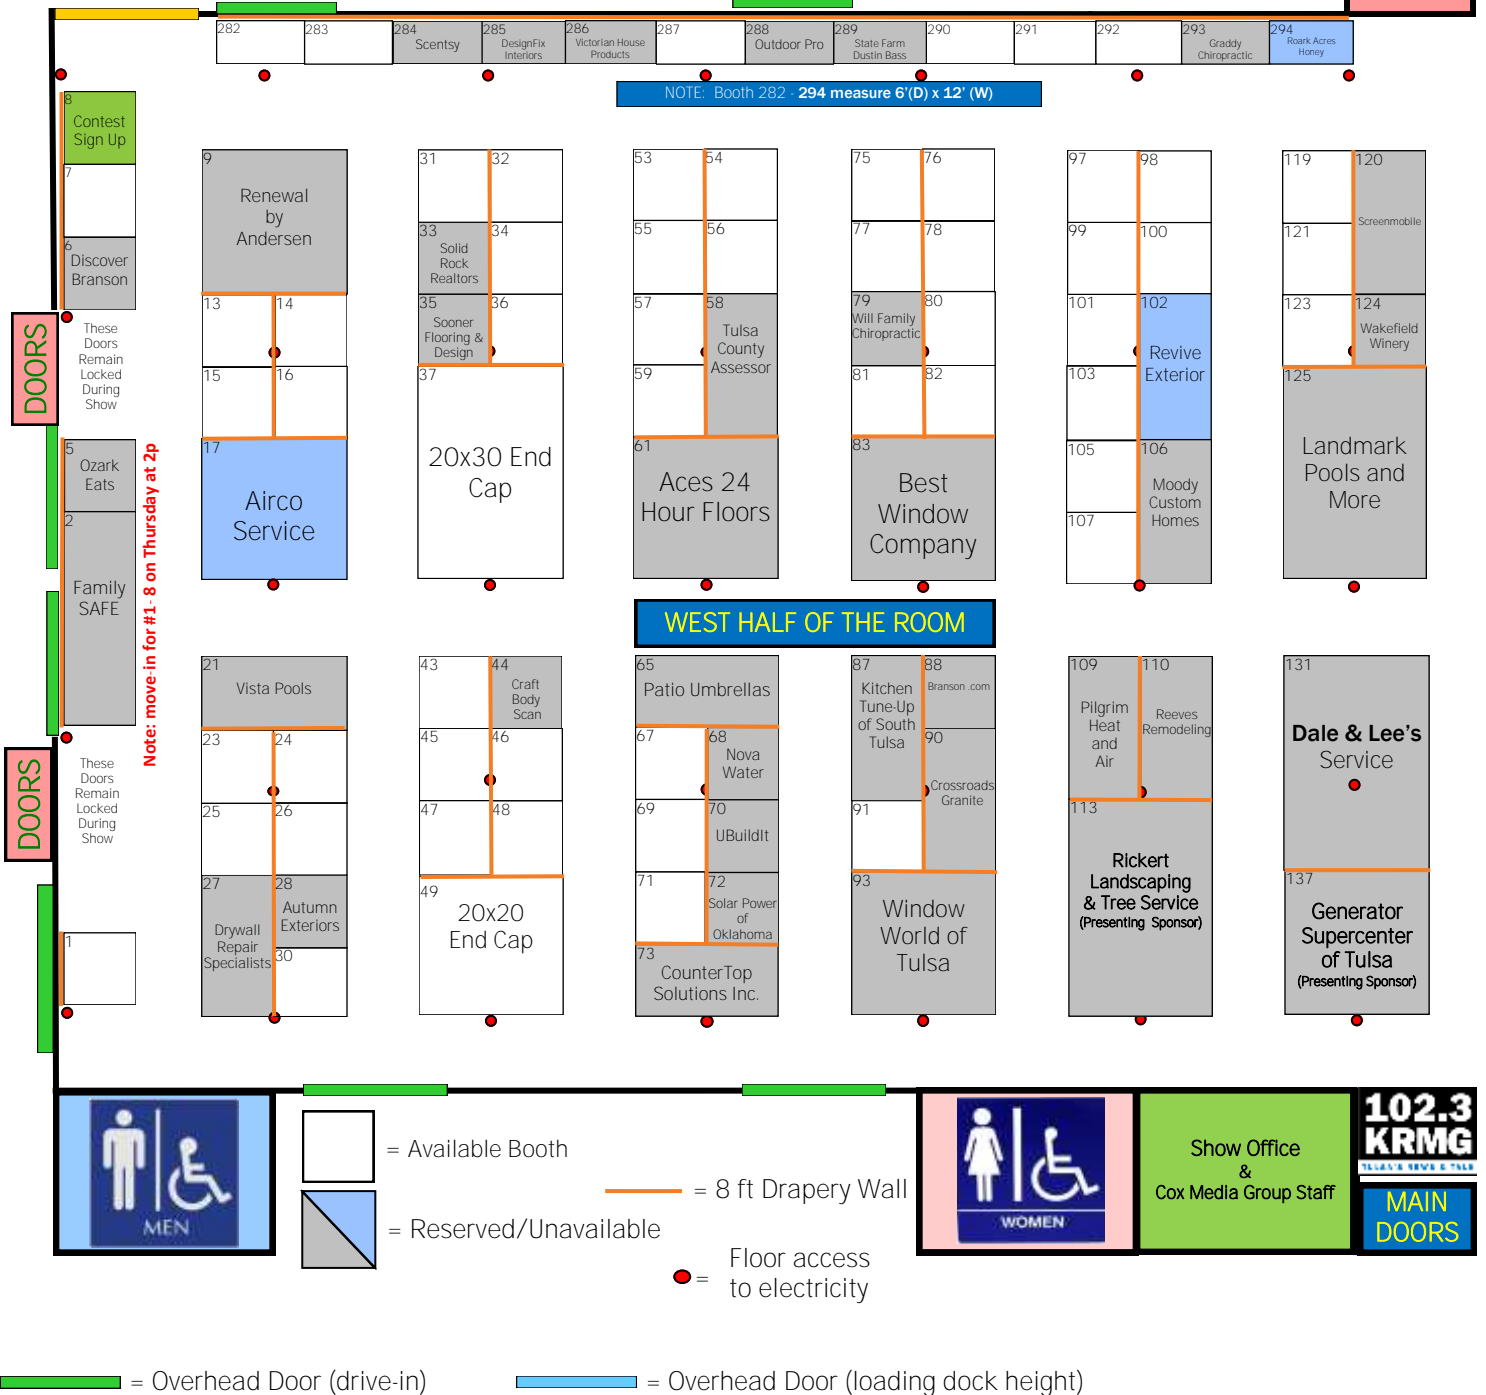 282
283
284
Scentsy
285
DesignFix
Interiors
286
Victorian House
Products
287
288
Outdoor Pro
289
State Farm
Dustin Bass
290
291
292
293
Graddy
Chiropractic
294
Roark Acres
Honey
NOTE: Booth 282 - 294 measure 6'(D) x 12' (W)
8
Contest
Sign Up
7
6
Discover
Branson
DOORS
These
Doors
Remain
Locked
During
Show
5
Ozark
Eats
2
Family
SAFE
Note: move-in for #1- 8 on Thursday at 2p
DOORS
These
Doors
Remain
Locked
During
Show
1
9
Renewal
by
Andersen
13
14
15
16
17
Airco
Service
31
32
33
Solid
Rock
Realtors
34
35
Sooner
Flooring &
Design
36
37
20x30 End
Cap
53
54
55
56
57
58
Tulsa
County
Assessor
59
61
Aces 24
Hour Floors
75
76
77
78
79
Will Family
Chiropractic
80
81
82
83
Best
Window
Company
97
98
99
100
101
102
Revive
Exterior
103
105
106
Moody
Custom
Homes
107
119
120
Screenmobile
121
123
124
Wakefield
Winery
125
Landmark
Pools and
More
WEST HALF OF THE ROOM
21
Vista Pools
23
24
25
26
27
Drywall
Repair
Specialists
28
Autumn
Exteriors
30
43
44
Craft
Body
Scan
45
46
47
48
49
20x20
End Cap
65
Patio Umbrellas
67
68
Nova
Water
69
70
UBuildIt
71
72
Solar Power
of
Oklahoma
73
CounterTop
Solutions Inc.
87
Kitchen
Tune-Up
of South
Tulsa
88
Branson .com
90
Crossroads
Granite
91
93
Window
World of
Tulsa
109
Pilgrim
Heat
and
Air
110
Reeves
Remodeling
113
Rickert
Landscaping
& Tree Service
(Presenting Sponsor)
131
Dale & Lee's
Service
137
Generator
Supercenter
of Tulsa
(Presenting Sponsor)
MEN
= Available Booth
= Reserved/Unavailable
= 8 ft Drapery Wall
= Floor access
to electricity
WOMEN
Show Office
&
Cox Media Group Staff
102.3
KRMG
TULSA'S NEWS & TALK
MAIN
DOORS
= Overhead Door (drive-in)
= Overhead Door (loading dock height)